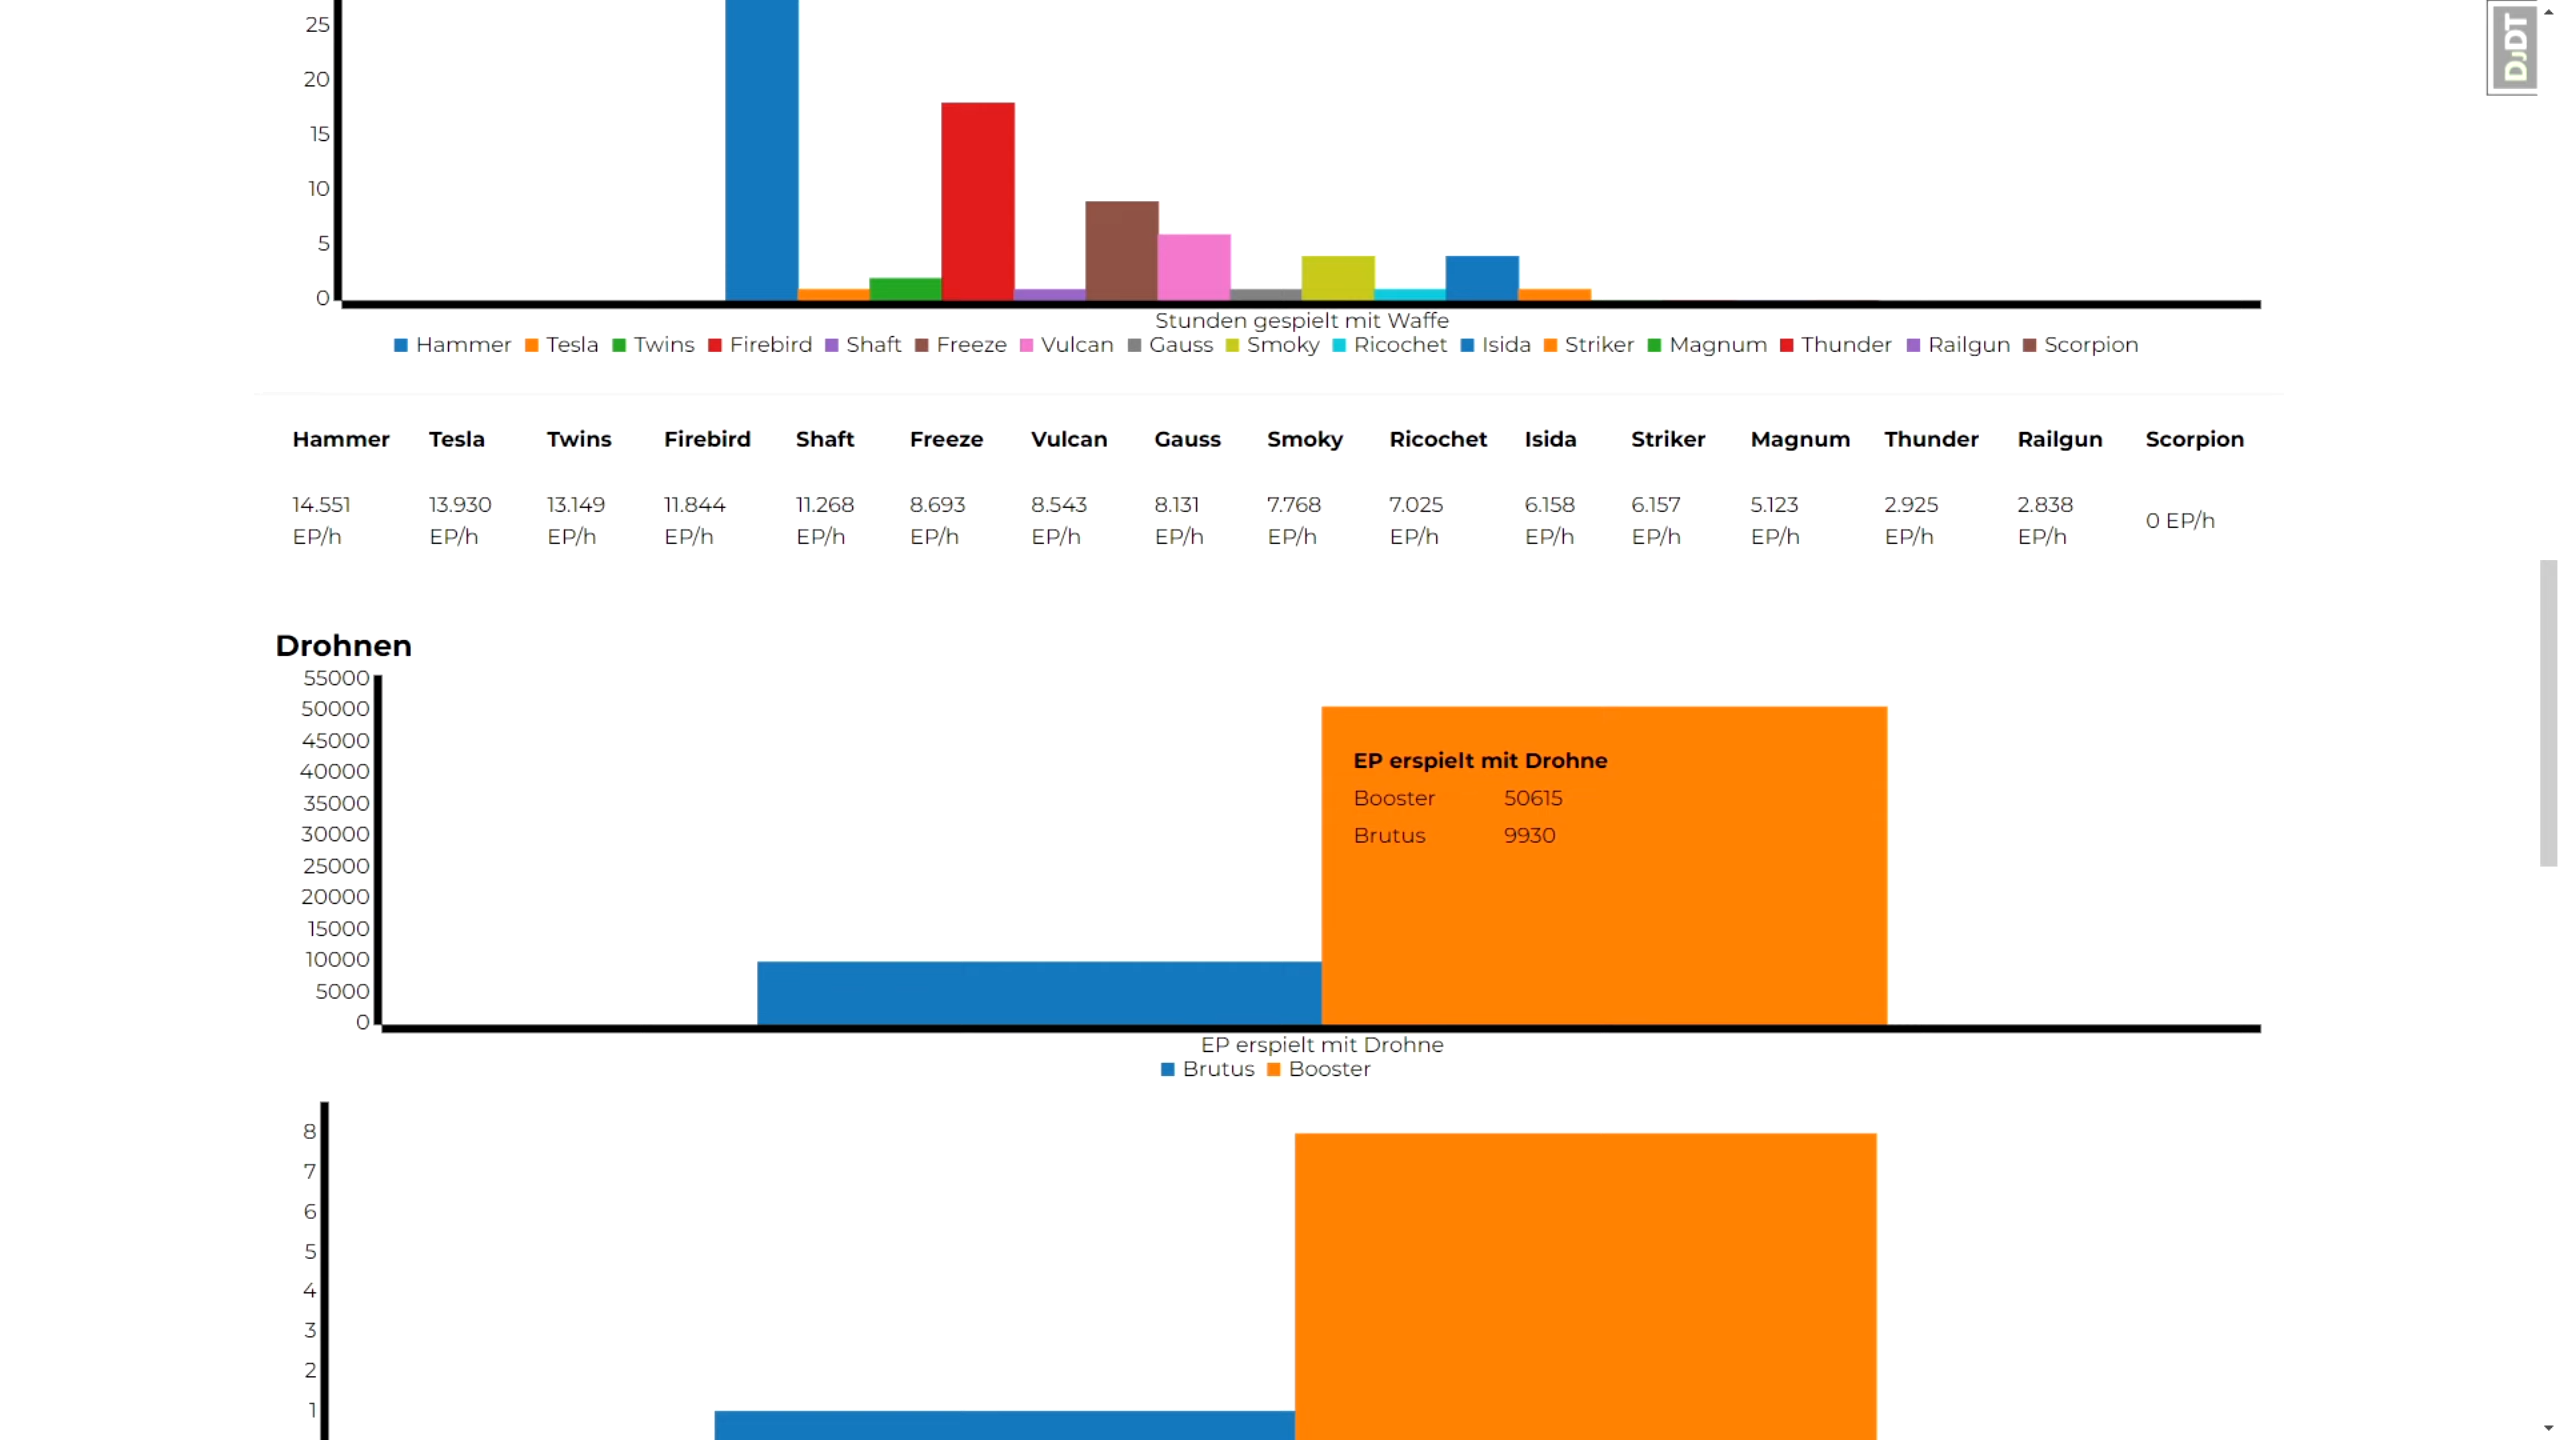 DJDT
25
20
15
10
5
0
Stunden gespielt mit Waffe
Hammer Tesla Twins Firebird Shaft Freeze Vulcan Gauss Smoky Ricochet Isida Striker Magnum Thunder Railgun Scorpion
Hammer Tesla Twins Firebird Shaft Freeze Vulcan Gauss Smoky Ricochet Isida Striker Magnum Thunder Railgun Scorpion
14.551 13.930 13.149 11.844 11.268 8.693 8.543 8.131 7.768 7.025 6.158 6.157 5.123 2.925 2.838 0 EP/h
EP/h EP/h EP/h EP/h EP/h EP/h EP/h EP/h EP/h EP/h EP/h EP/h EP/h EP/h EP/h
Drohnen
55000
50000
45000
40000
35000
30000
25000
20000
15000
10000
5000
0
EP erspielt mit Drohne
Booster 50615
Brutus 9930
EP erspielt mit Drohne
Brutus Booster
8
7
6
5
4
3
2
1